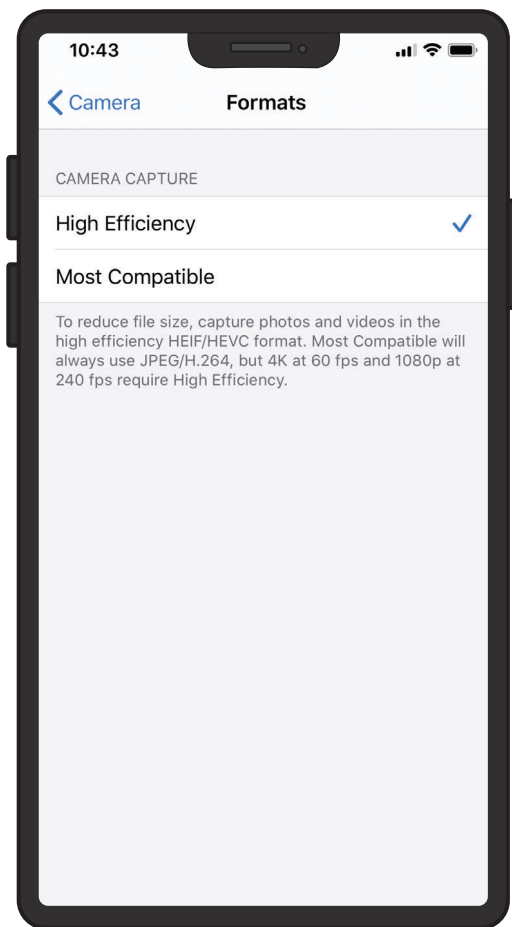 10:43
Camera
Formats
CAMERA CAPTURE
High Efficiency
Most Compatible
To reduce file size, capture photos and videos in the
high efficiency HEIF/HEVC format. Most Compatible will
always use JPEG/H.264, but 4K at 60 fps and 1080p at
240 fps require High Efficiency.